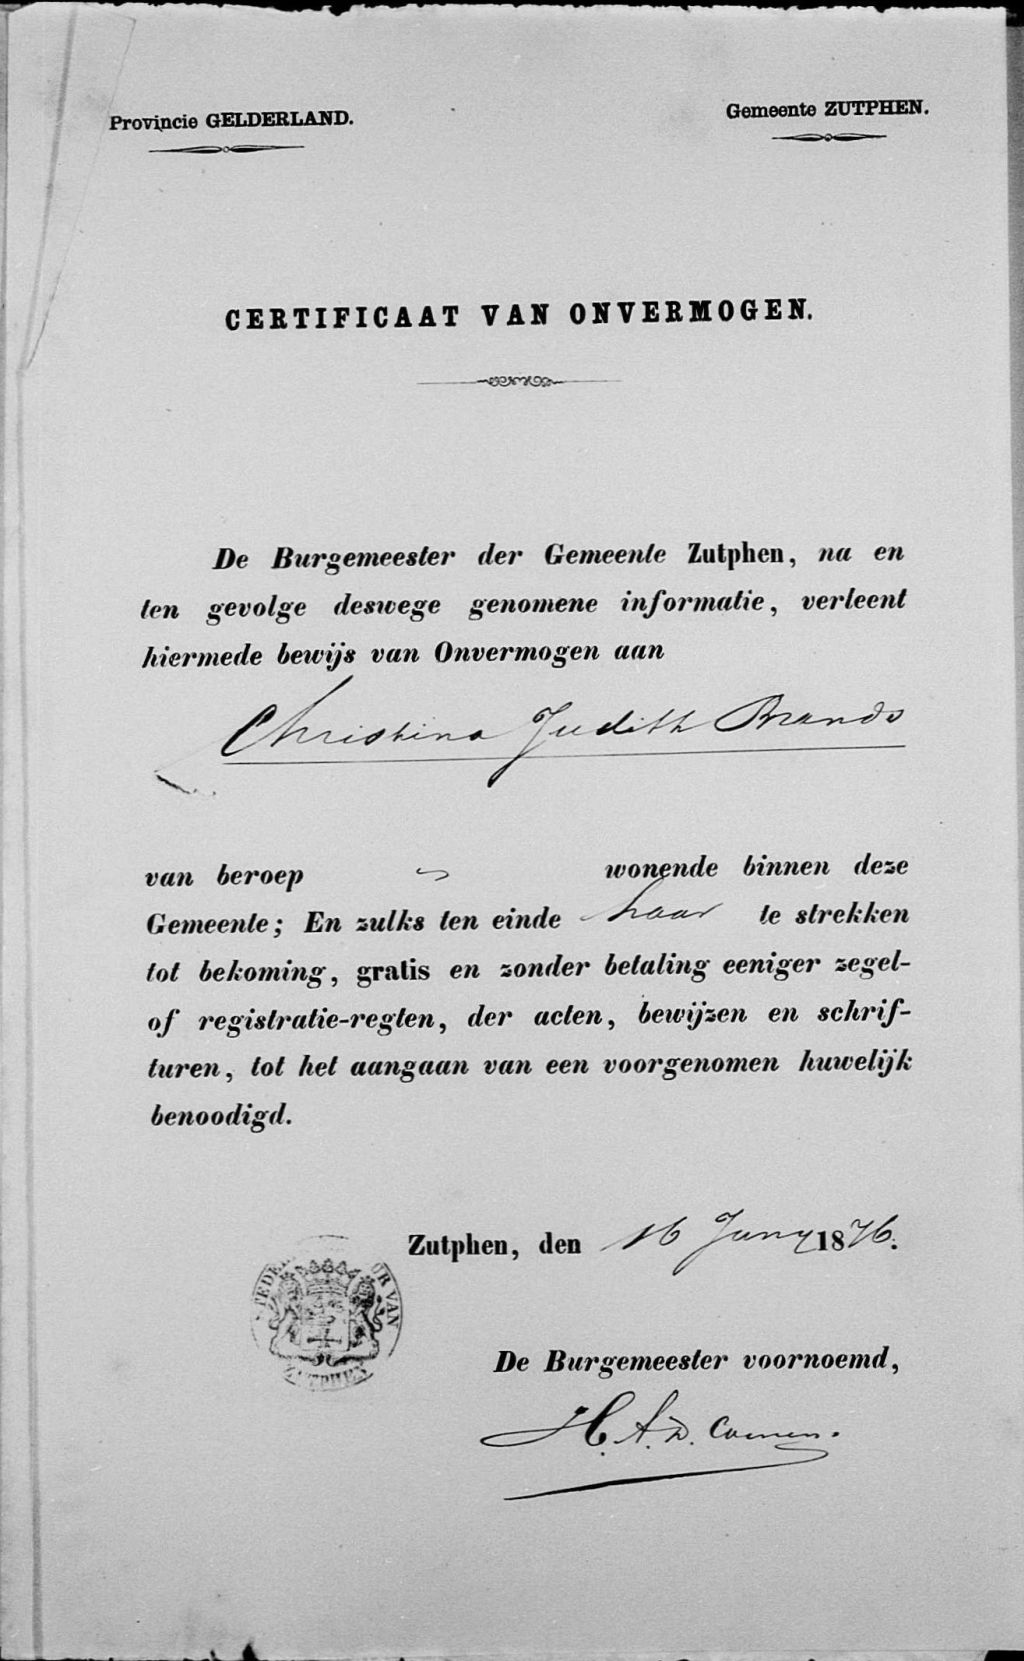 Provincie GELDERLAND.
Gemeente ZUTPHEN.
CERTIFICAAT VAN ONVERMOGEN.
De Burgemeester der Gemeente Zutphen, na en
ten gevolge deswege genomene informatie, verleent
hiermede bewijs van Onvermogen aan
Christina Judith Brands
van beroep wonende binnen deze
Gemeente; En zulks ten einde haar te strekken
tot bekoming, gratis en zonder betaling eeniger zegel-
of registratie-regten, der acten, bewijzen en schrif-
turen, tot het aangaan van een voorgenomen huwelijk
benoodigd.
Zutphen, den 16 Juny 1876.
VAN
ZUTPHEN
De Burgemeester voornoemd,
H. A. D. Coenen.